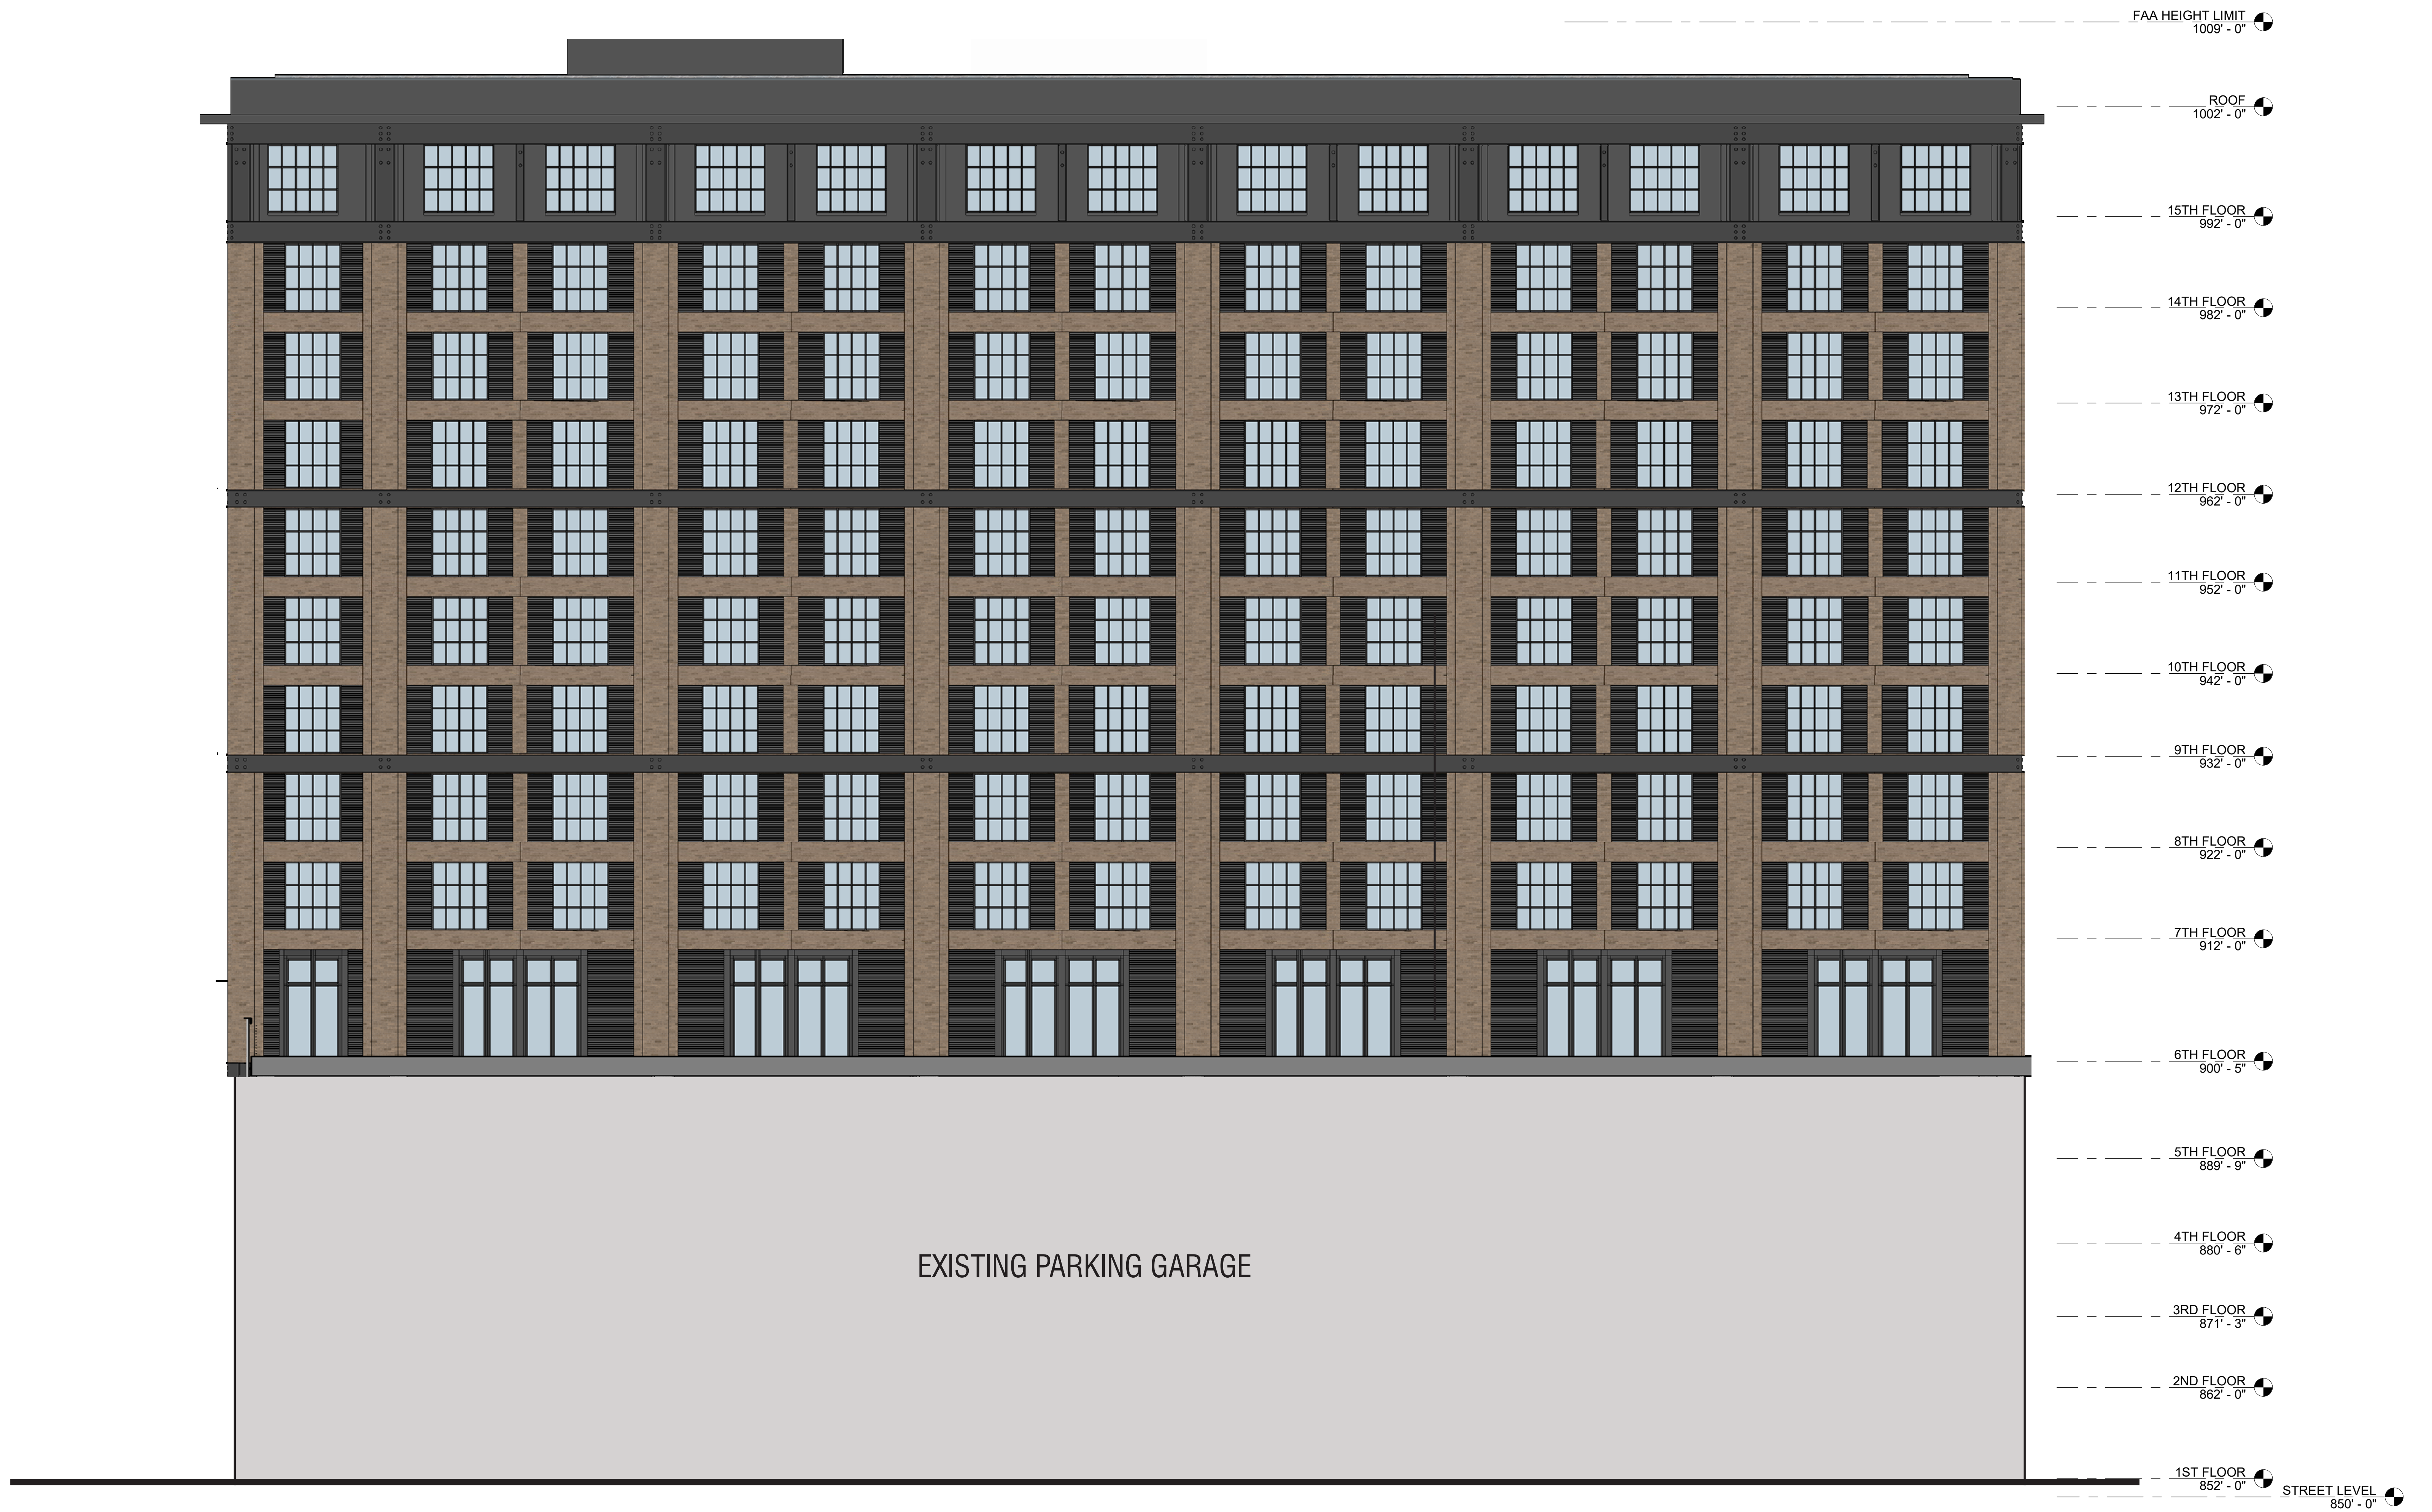 FAA HEIGHT LIMIT
1009' - 0"
ROOF
1002' - 0"
15TH FLOOR
992' - 0"
14TH FLOOR
982' - 0"
13TH FLOOR
972' - 0"
12TH FLOOR
962' - 0"
11TH FLOOR
952' - 0"
10TH FLOOR
942' - 0"
9TH FLOOR
932' - 0"
8TH FLOOR
922' - 0"
7TH FLOOR
912' - 0"
6TH FLOOR
900' - 5"
5TH FLOOR
889' - 9"
4TH FLOOR
880' - 6"
EXISTING PARKING GARAGE
3RD FLOOR
871' - 3"
2ND FLOOR
862' - 0"
1ST FLOOR
852' - 0"
STREET LEVEL
850' - 0"